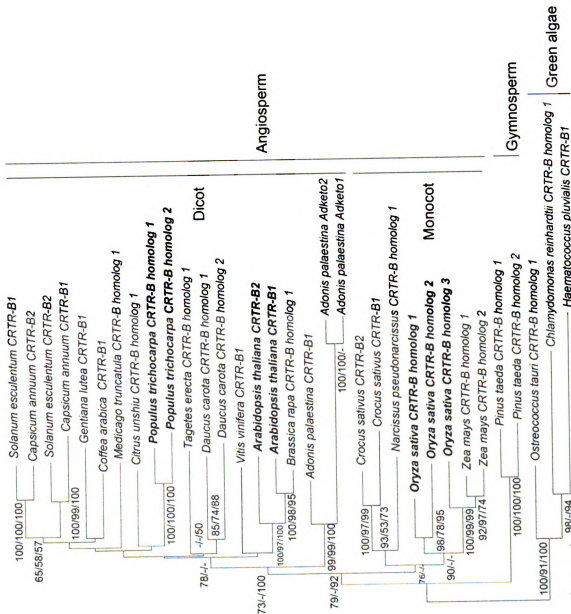 Solanum esculentum CRTR-B1
Capsicum annuum CRTR-B2
Solanum esculentum CRTR-B2
Capsicum annuum CRTR-B1
Gentiana lutea CRTR-B1
Coffea arabica CRTR-B1
Medicago truncatula CRTR-B homolog 1
Citrus unshiu CRTR-B homolog 1
Populus trichocarpa CRTR-B homolog 1
Populus trichocarpa CRTR-B homolog 2
Tagetes erecta CRTR-B homolog 1
Daucus carota CRTR-B homolog 1
Daucus carota CRTR-B homolog 2
Vitis vinifera CRTR-B1
Arabidopsis thaliana CRTR-B2
Arabidopsis thaliana CRTR-B1
Brassica rapa CRTR-B homolog 1
Adonis palaestina CRTR-B1
Adonis palaestina Adketo2
Adonis palaestina Adketo1
Crocus sativus CRTR-B2
Crocus sativus CRTR-B1
Narcissus pseudonarcissus CRTR-B homolog 1
Oryza sativa CRTR-B homolog 1
Oryza sativa CRTR-B homolog 2
Oryza sativa CRTR-B homolog 3
Zea mays CRTR-B homolog 1
Zea mays CRTR-B homolog 2
Pinus taeda CRTR-B homolog 1
Pinus taeda CRTR-B homolog 2
Ostreococcus tauri CRTR-B homolog 1
Chlamydomonas reinhardtii CRTR-B homolog 1
Haematococcus pluvialis CRTR-B1
100/100/100
65/58/57
100/99/100
100/100/100
-/-/50
85/74/88
78/-/-
100/97/100
100/98/95
73/-/100
100/100/-
99/99/100
100/97/99
93/53/73
79/-/92
76/-/-
98/78/95
90/-/-
100/99/99
92/97/74
100/100/100
100/91/100
98/-/94
Dicot
Monocot
Angiosperm
Gymnosperm
Green algae